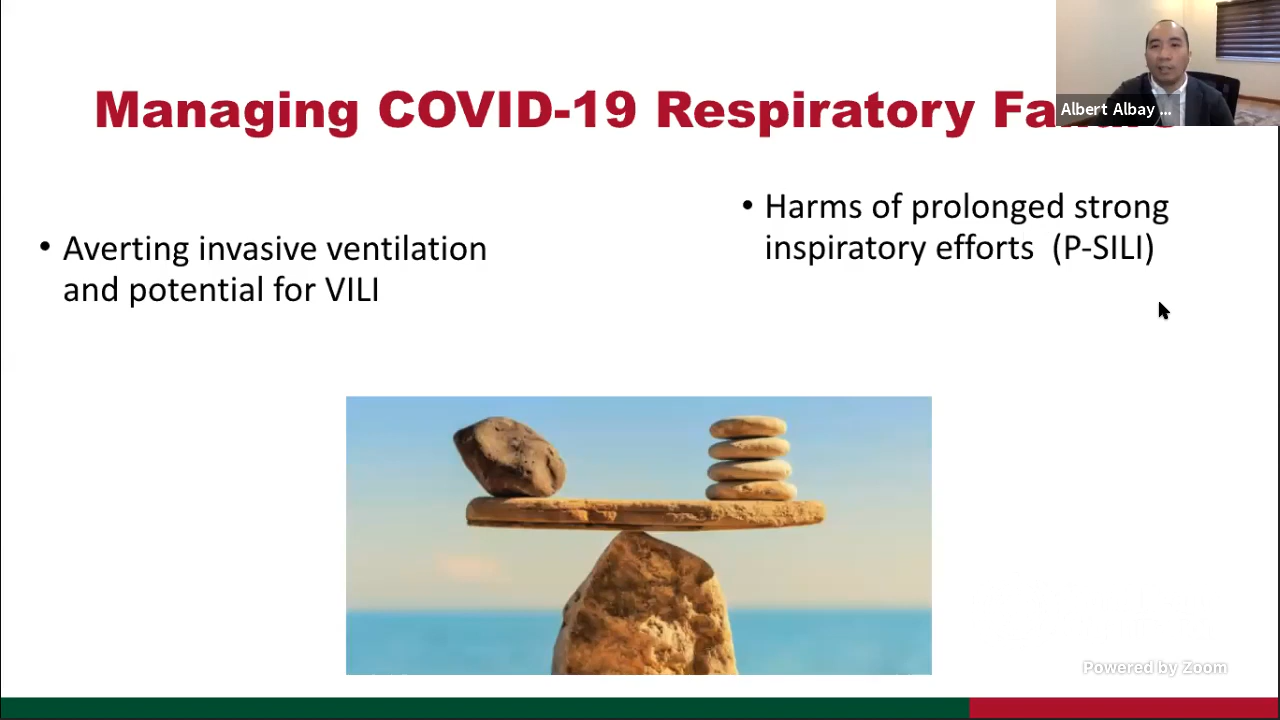 Managing COVID-19 Respiratory
Albert Albay ...
• Harms of prolonged strong
inspiratory efforts (P-SILI)
• Averting invasive ventilation
and potential for VILI
Powered by Zoom